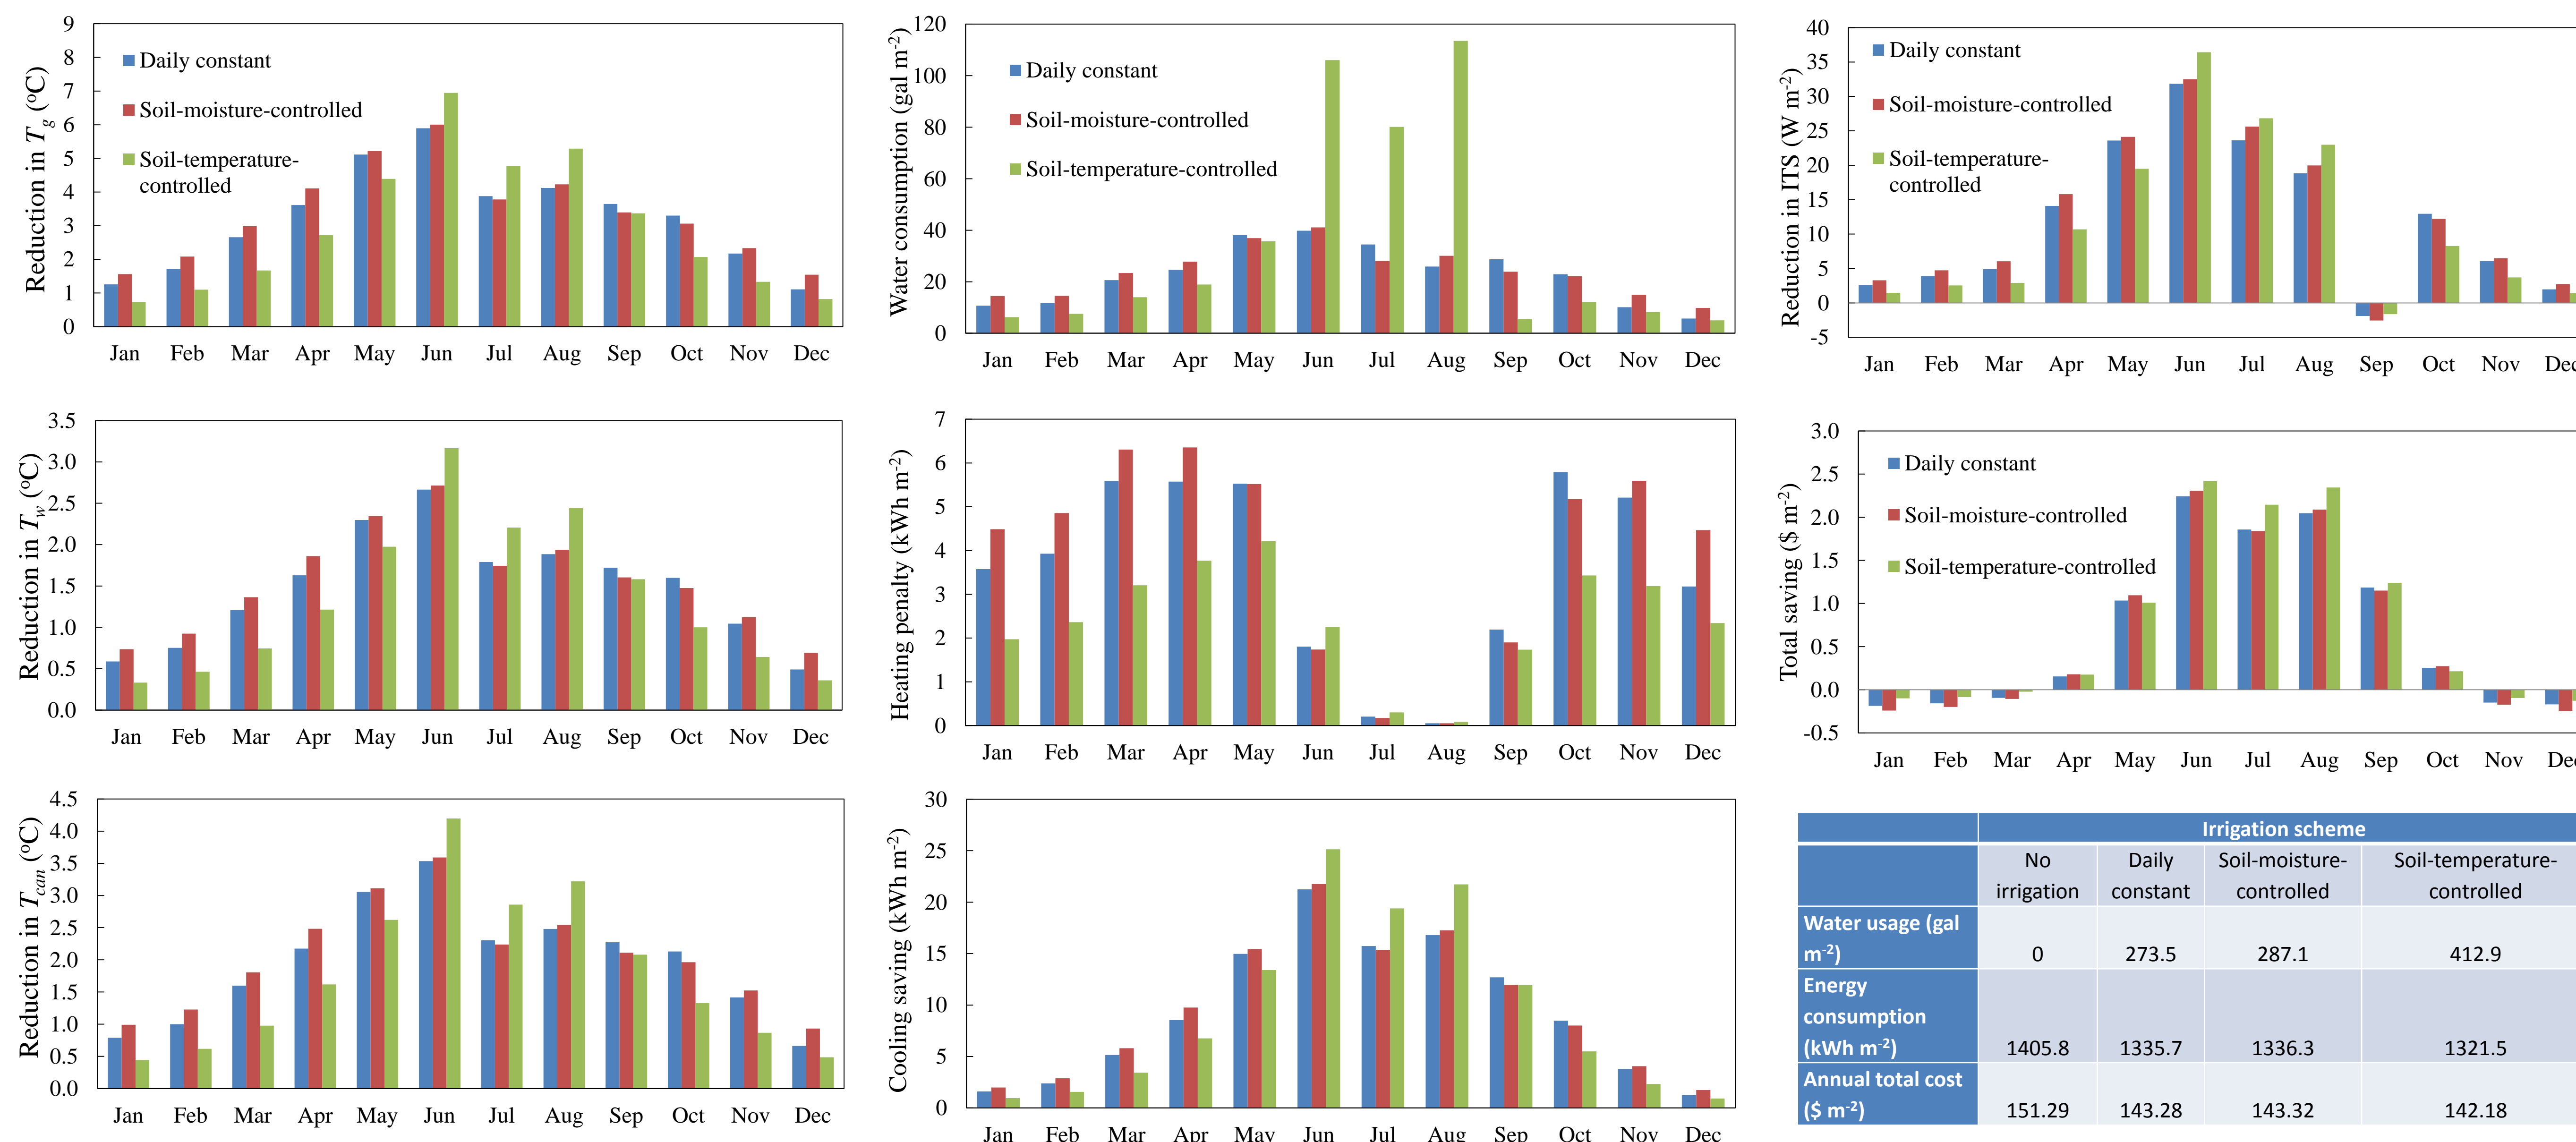 Reduction in Tg (oC)
9
8
7
6
5
4
3
2
1
0
Daily constant
Soil-moisture-controlled
Soil-temperature-
controlled
Jan Feb Mar Apr May Jun Jul Aug Sep Oct Nov Dec
Water consumption (gal m-2)
120
100
80
60
40
20
0
Daily constant
Soil-moisture-controlled
Soil-temperature-controlled
Jan Feb Mar Apr May Jun Jul Aug Sep Oct Nov Dec
Reduction in ITS (W m-2)
40
35
30
25
20
15
10
5
0
-5
Daily constant
Soil-moisture-controlled
Soil-temperature-
controlled
Jan Feb Mar Apr May Jun Jul Aug Sep Oct Nov Dec
Reduction in Tw (oC)
3.5
3.0
2.5
2.0
1.5
1.0
0.5
0.0
Jan Feb Mar Apr May Jun Jul Aug Sep Oct Nov Dec
Heating penalty (kWh m-2)
7
6
5
4
3
2
1
0
Jan Feb Mar Apr May Jun Jul Aug Sep Oct Nov Dec
Total saving ($ m-2)
3.0
2.5
2.0
1.5
1.0
0.5
0.0
-0.5
Daily constant
Soil-moisture-controlled
Soil-temperature-controlled
Jan Feb Mar Apr May Jun Jul Aug Sep Oct Nov Dec
Reduction in Tcan (oC)
4.5
4.0
3.5
3.0
2.5
2.0
1.5
1.0
0.5
0.0
Jan Feb Mar Apr May Jun Jul Aug Sep Oct Nov Dec
Cooling saving (kWh m-2)
30
25
20
15
10
5
0
Jan Feb Mar Apr May Jun Jul Aug Sep Oct Nov Dec
Irrigation scheme
No Daily Soil-moisture- Soil-temperature-
irrigation constant controlled controlled
Water usage (gal
m-2) 0 273.5 287.1 412.9
Energy
consumption
(kWh m-2) 1405.8 1335.7 1336.3 1321.5
Annual total cost
($ m-2) 151.29 143.28 143.32 142.18